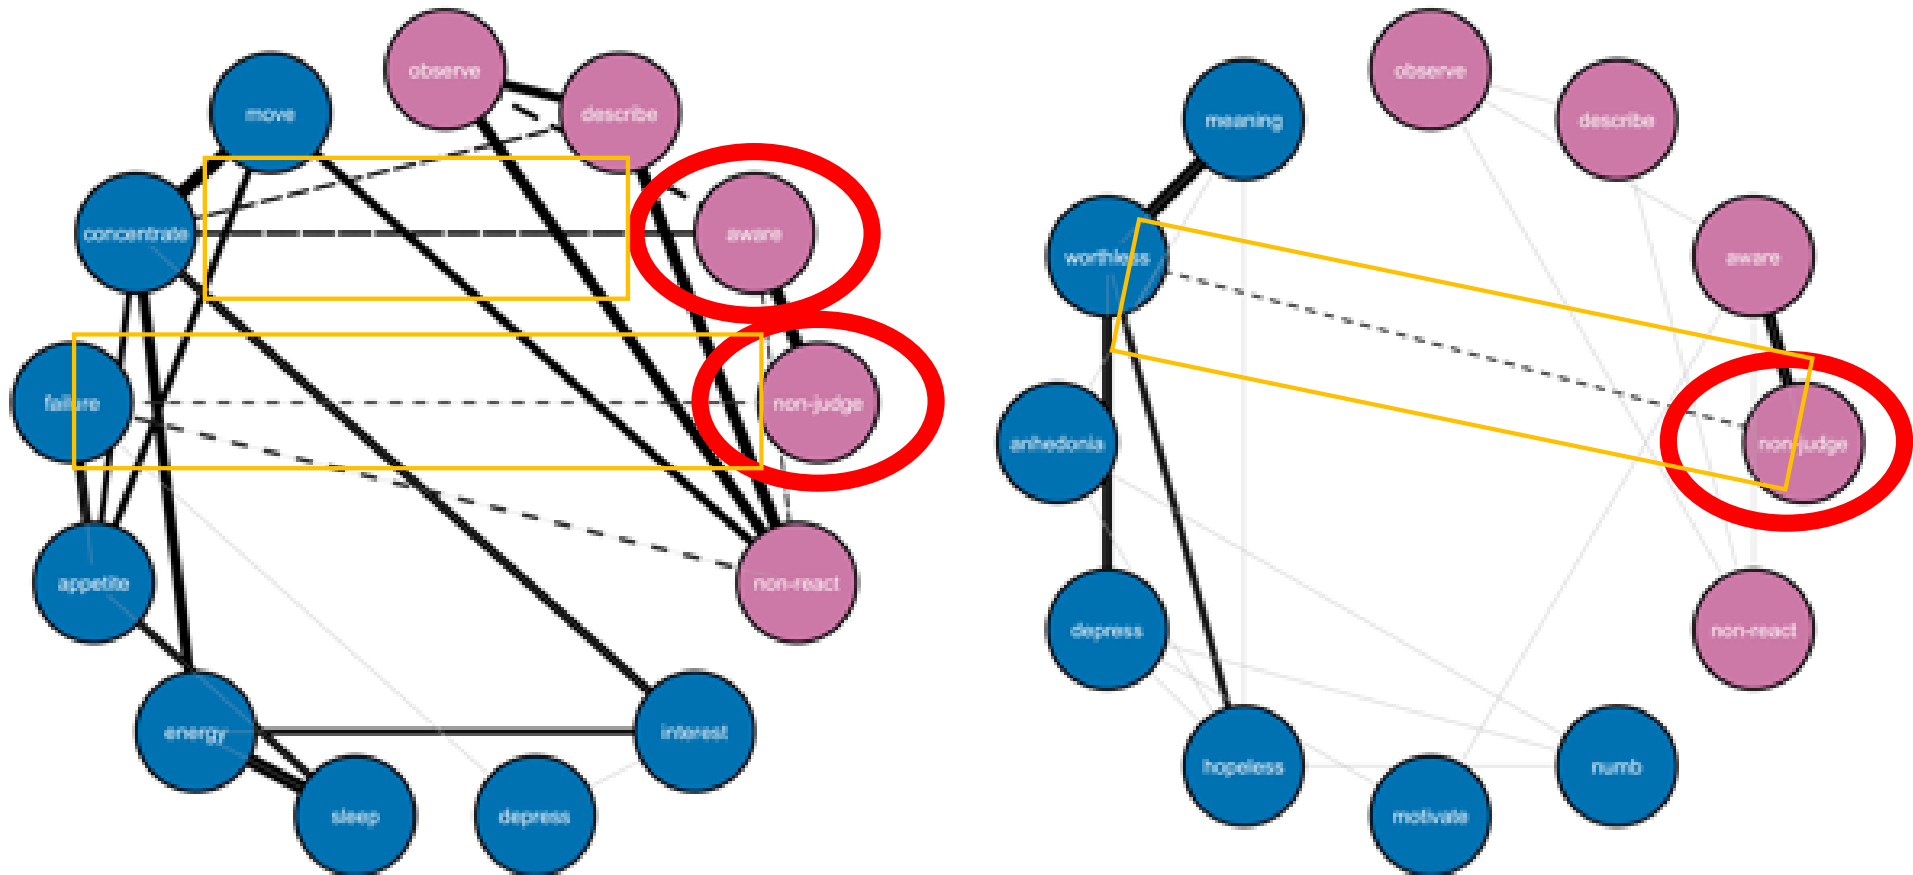 observe
move
describe
concentrate
aware
failure
non-judge
appetite
non-react
energy
interest
sleep
depress
observe
meaning
describe
worthless
aware
anhedonia
non-judge
depress
non-react
hopeless
numb
motivate